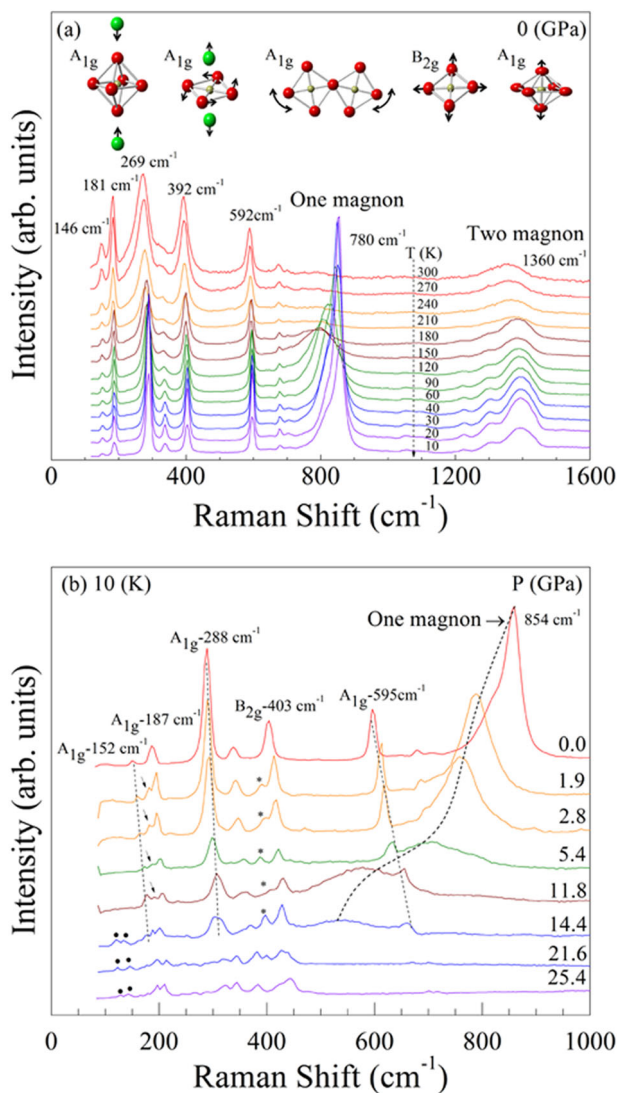 (a)
0 (GPa)
A1g
A1g
A1g
B2g
A1g
269 cm-1
181 cm-1
392 cm-1
146 cm-1
592cm-1
One magnon
780 cm-1
Two magnon
1360 cm-1
T (K)
300
270
240
210
180
150
120
90
60
40
30
20
10
Intensity (arb. units)
0 400 800 1200 1600
Raman Shift (cm-1)
(b) 10 (K)
P (GPa)
One magnon→
854 cm-1
A1g-288 cm-1
A1g-187 cm-1
B2g-403 cm-1
A1g-595cm-1
A1g-152 cm-1
0.0
1.9
2.8
5.4
11.8
14.4
21.6
25.4
Intensity (arb. units)
0 200 400 600 800 1000
Raman Shift (cm-1)